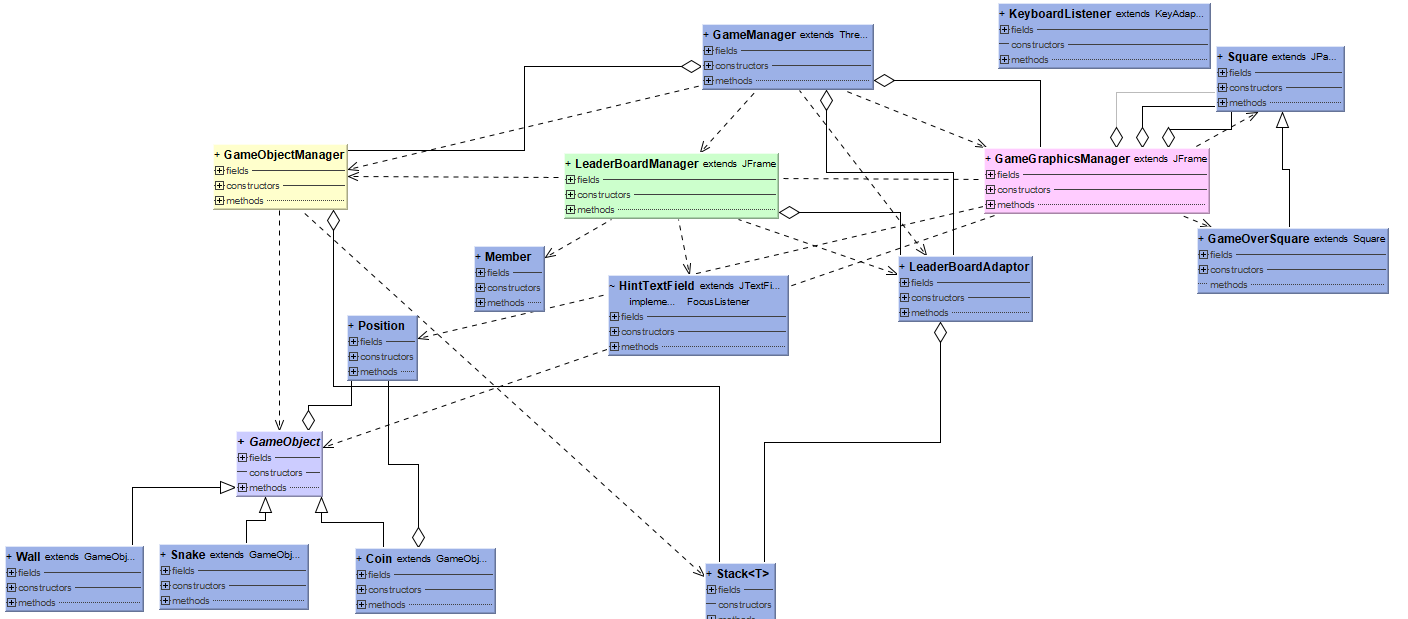 + KeyboardListener extends KeyAdap...
fields
constructors
methods
+ GameManager extends Thre...
fields
constructors
methods
+ Square extends JPa...
fields
constructors
methods
+ GameObjectManager
fields
constructors
methods
+ LeaderBoardManager extends JFrame
fields
constructors
methods
+ GameGraphicsManager extends JFrame
fields
constructors
methods
+ GameOverSquare extends Square
fields
constructors
methods
+ Member
fields
constructors
methods
+ LeaderBoardAdaptor
fields
constructors
methods
~ HintTextField extends JTextFi...
impleme... FocusListener
fields
constructors
methods
+ Position
fields
constructors
methods
+ GameObject
fields
constructors
methods
+ Wall extends GameObj...
fields
constructors
methods
+ Snake extends GameObj...
fields
constructors
methods
+ Coin extends GameObj...
fields
constructors
methods
+ Stack<T>
fields
constructors
methods